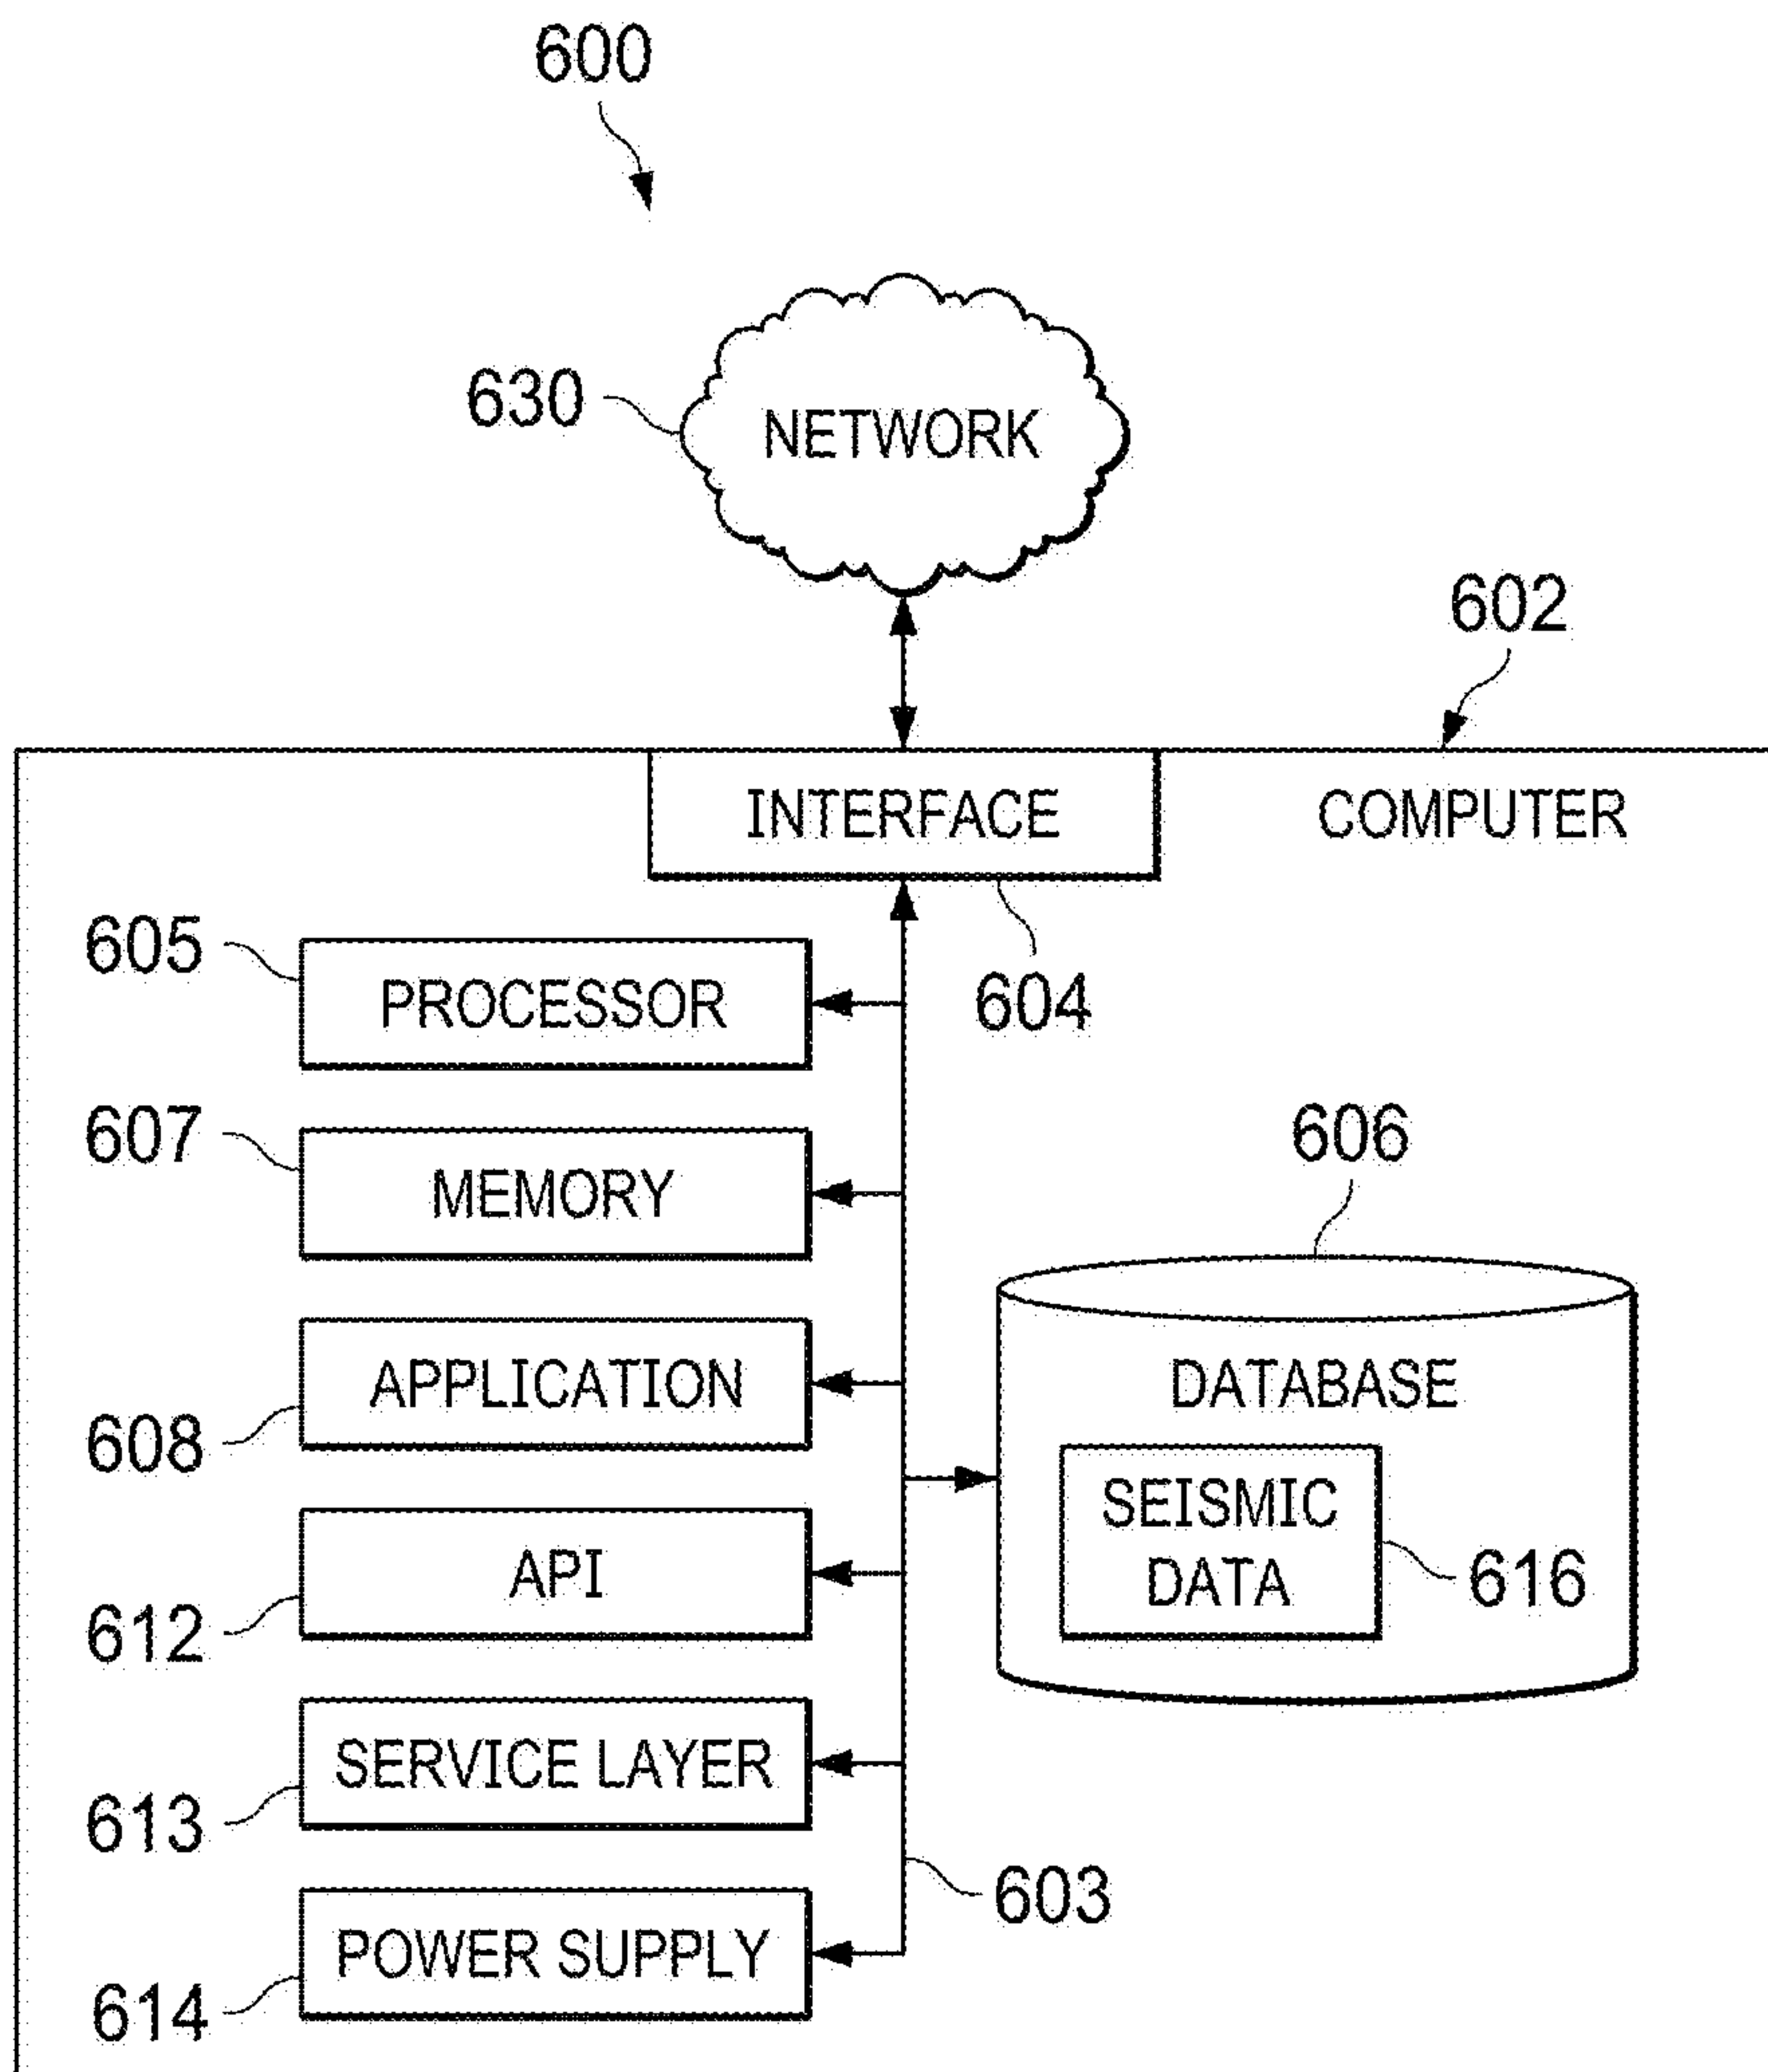 600
630
NETWORK
602
INTERFACE
COMPUTER
605
PROCESSOR
604
607
MEMORY
606
APPLICATION
608
DATABASE
SEISMIC
DATA
616
API
612
SERVICE LAYER
613
603
POWER SUPPLY
614